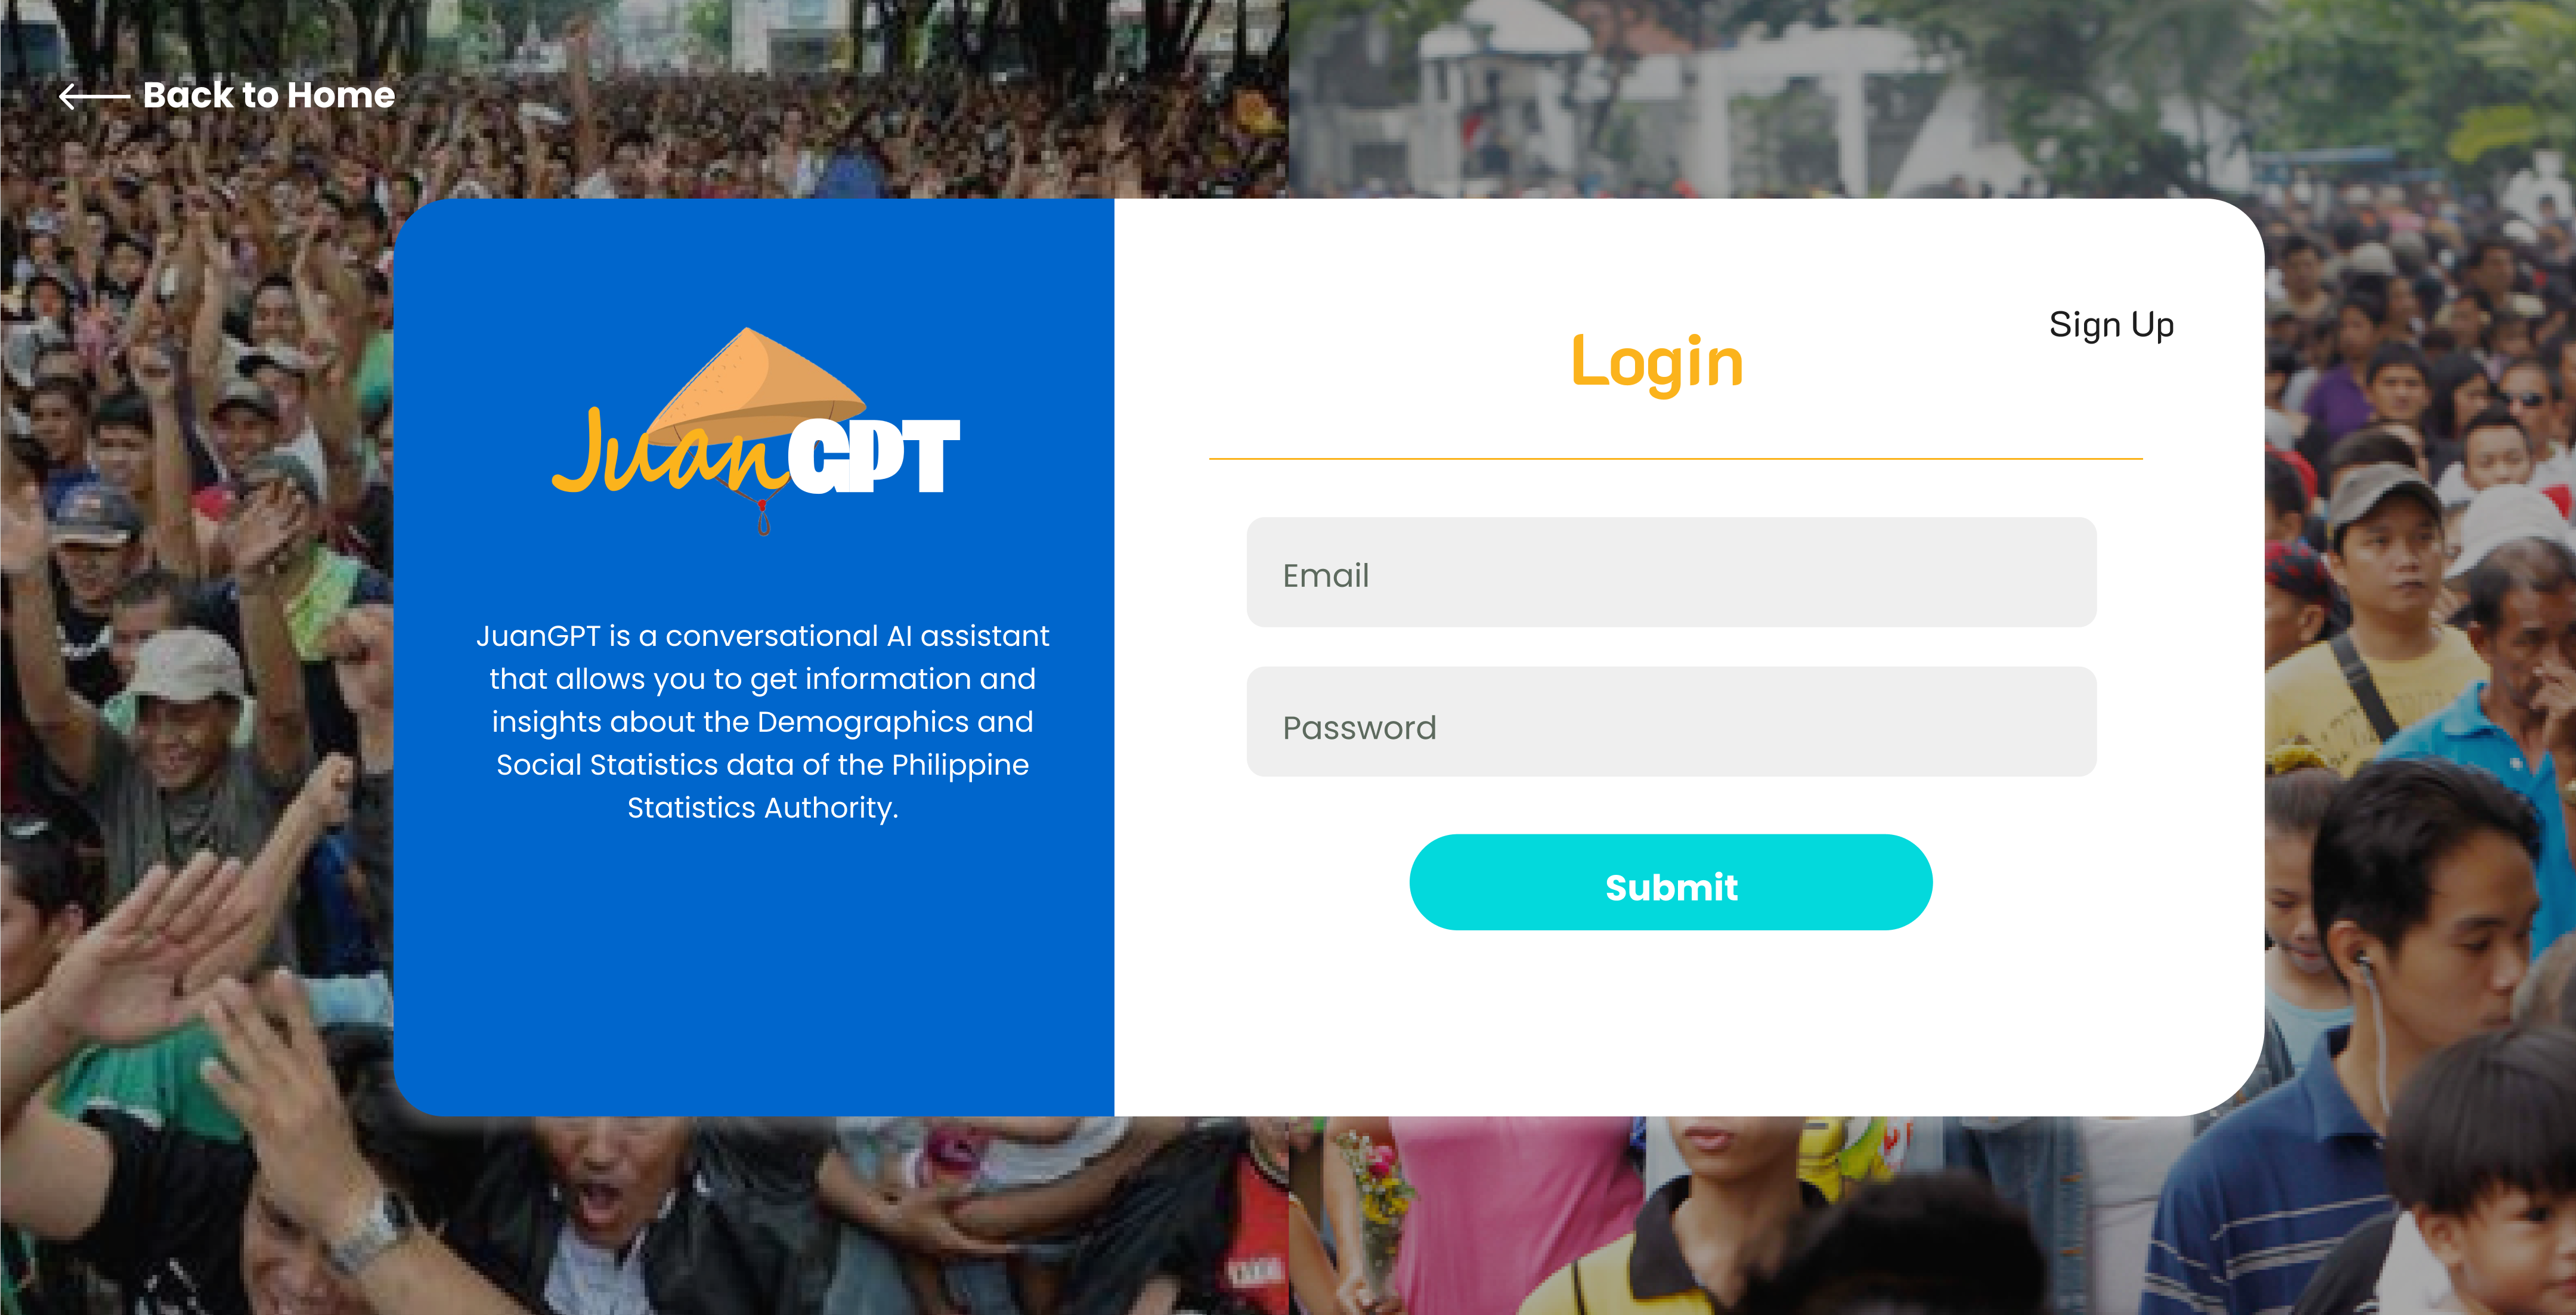 Back to Home
JuanGPT
JuanGPT is a conversational AI assistant
that allows you to get information and
insights about the Demographics and
Social Statistics data of the Philippine
Statistics Authority.
Sign Up
Login
Email
Password
Submit